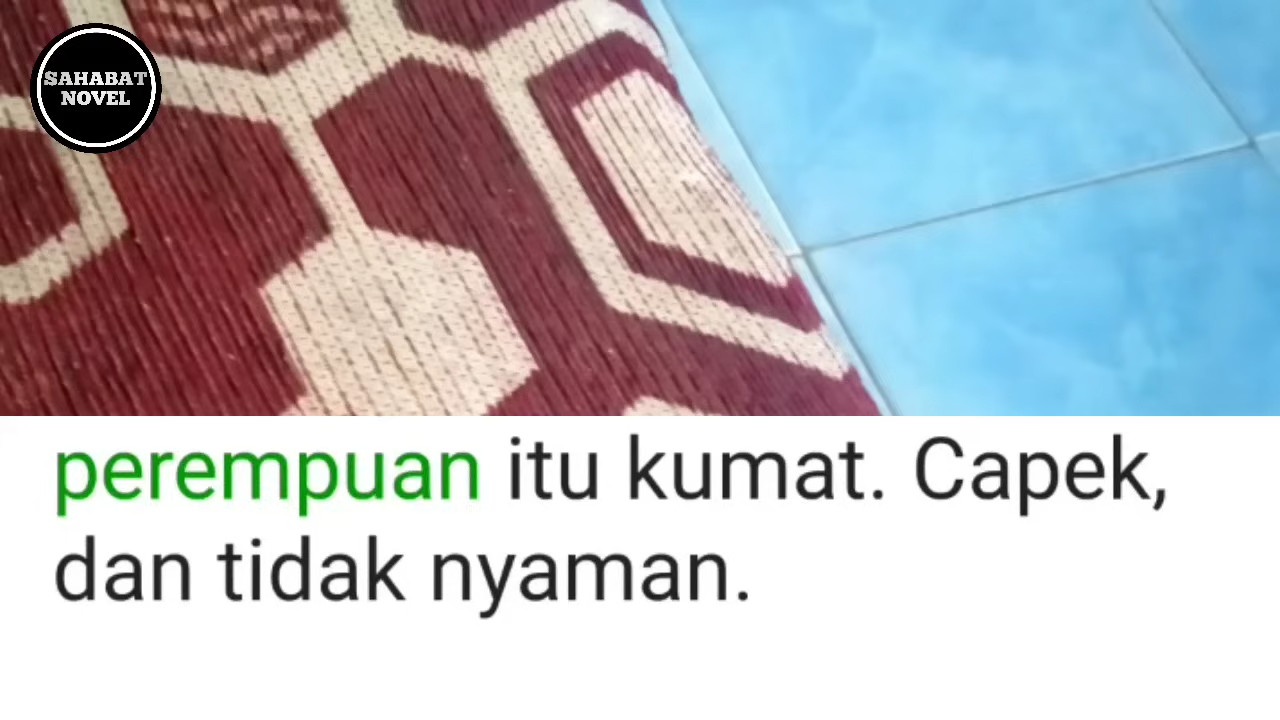 SAHABAT
NOVEL
perempuan itu kumat. Capek,
dan tidak nyaman.